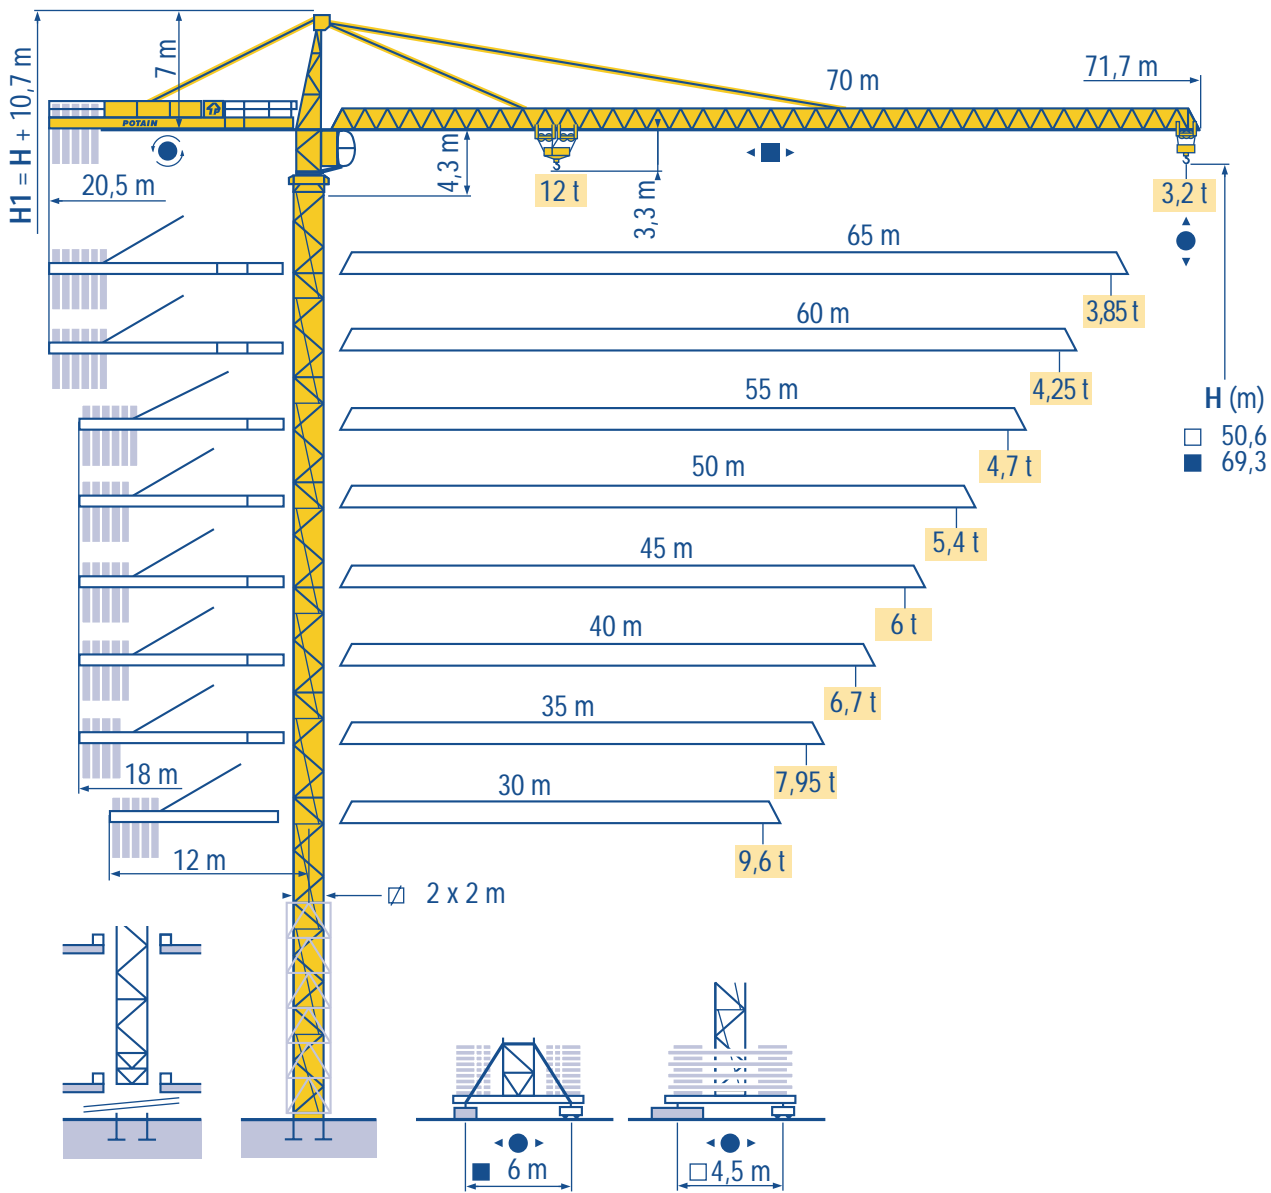 H1 = H + 10,7 m
7 m
70 m
71,7 m
POTAIN
4,3 m
12 t
3,3 m
3,2 t
20,5 m
65 m
3,85 t
60 m
4,25 t
H (m)
50,6
69,3
55 m
4,7 t
50 m
5,4 t
45 m
6 t
40 m
6,7 t
35 m
7,95 t
18 m
30 m
9,6 t
12 m
2 x 2 m
6 m
4,5 m